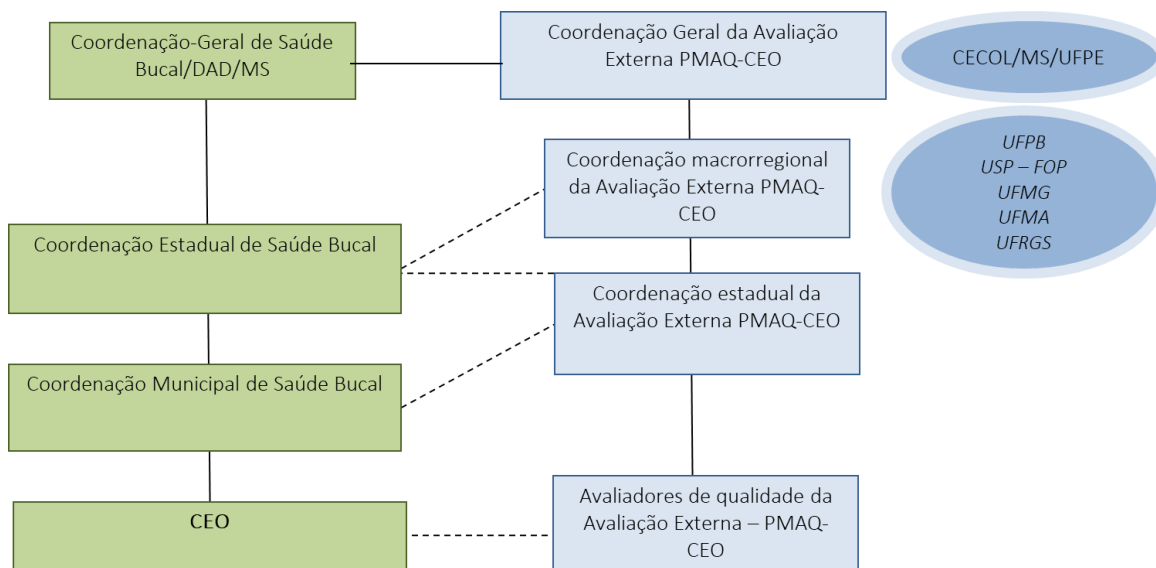 Coordenação-Geral de Saúde
Bucal/DAD/MS
Coordenação Geral da Avaliação
Externa PMAQ-CEO
CECOL/MS/UFPE
UFPB
USP – FOP
UFMG
UFMA
UFRGS
Coordenação macrorregional
da Avaliação Externa PMAQ-
CEO
Coordenação Estadual de Saúde Bucal
Coordenação estadual da
Avaliação Externa PMAQ-CEO
Coordenação Municipal de Saúde Bucal
Avaliadores de qualidade da
Avaliação Externa – PMAQ-
CEO
CEO